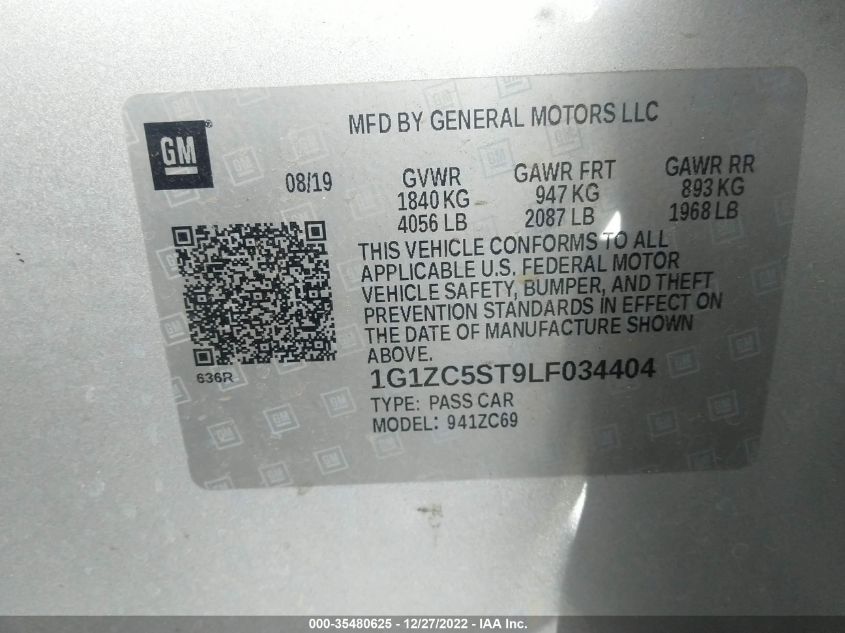 MFD BY GENERAL MOTORS LLC
GM®
08/19
GVWR GAWR FRT GAWR RR
1840 KG 947 KG 893 KG
4056 LB 2087 LB 1968 LB
THIS VEHICLE CONFORMS TO ALL
APPLICABLE U.S. FEDERAL MOTOR
VEHICLE SAFETY, BUMPER, AND THEFT
PREVENTION STANDARDS IN EFFECT ON
THE DATE OF MANUFACTURE SHOWN
ABOVE.
636R
1G1ZC5ST9LF034404
TYPE: PASS CAR
MODEL: 941ZC69
000-35480625 - 12/27/2022 - IAA Inc.